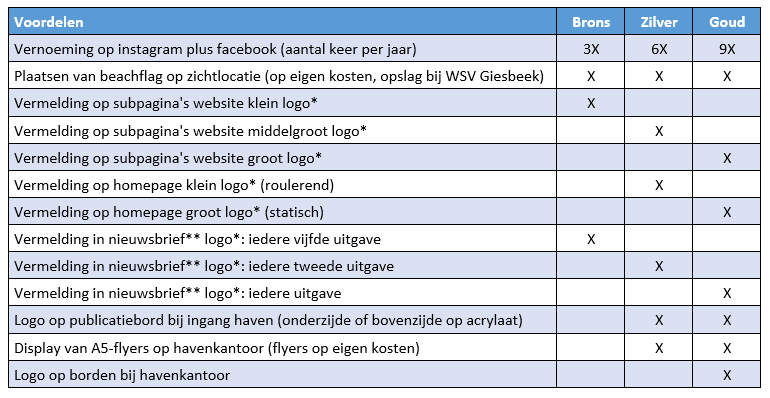 Voordelen Brons Zilver Goud
Vernoeming op instagram plus facebook (aantal keer per jaar) 3X 6X 9X
Plaatsen van beachflag op zichtlocatie (op eigen kosten, opslag bij WSV Giesbeek) X X X
Vermelding op subpagina's website klein logo* X
Vermelding op subpagina's website middelgroot logo* X
Vermelding op subpagina's website groot logo* X
Vermelding op homepage klein logo* (roulerend) X
Vermelding op homepage groot logo* (statisch) X
Vermelding in nieuwsbrief** logo*: iedere vijfde uitgave X
Vermelding in nieuwsbrief** logo*: iedere tweede uitgave X
Vermelding in nieuwsbrief** logo*: iedere uitgave X
Logo op publicatiebord bij ingang haven (onderzijde of bovenzijde op acrylaat) X X
Display van A5-flyers op havenkantoor (flyers op eigen kosten) X X
Logo op borden bij havenkantoor X